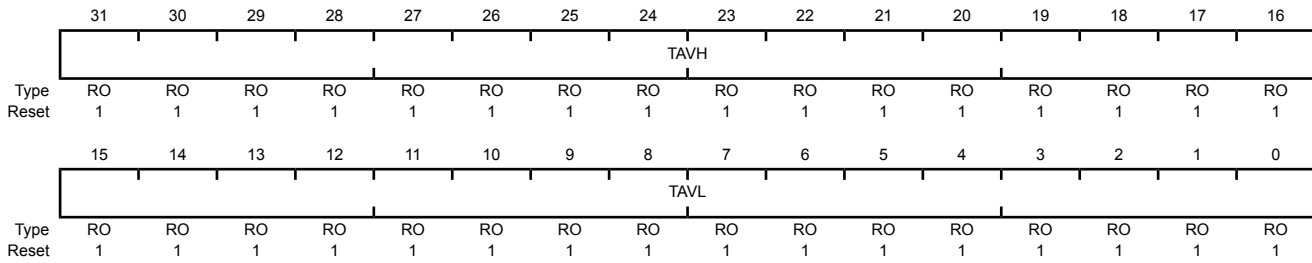 31 30 29 28 27 26 25 24 23 22 21 20 19 18 17 16
TAVH
Type RO RO RO RO RO RO RO RO RO RO RO RO RO RO RO RO
Reset 1 1 1 1 1 1 1 1 1 1 1 1 1 1 1 1
15 14 13 12 11 10 9 8 7 6 5 4 3 2 1 0
TAVL
Type RO RO RO RO RO RO RO RO RO RO RO RO RO RO RO RO
Reset 1 1 1 1 1 1 1 1 1 1 1 1 1 1 1 1